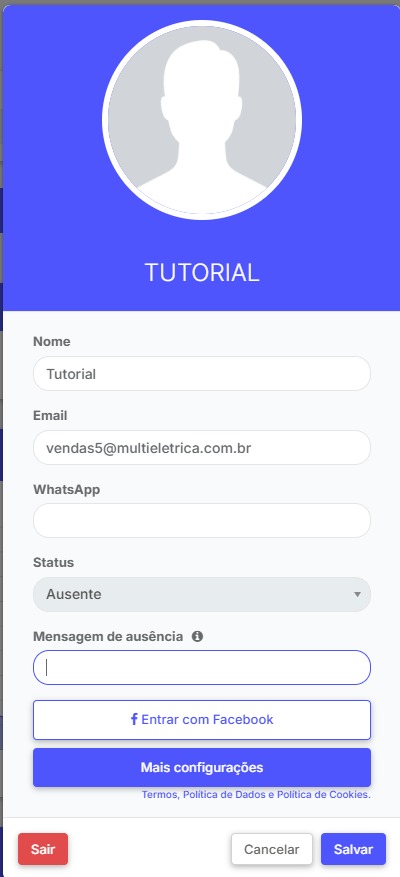 TUTORIAL
Nome
Tutorial
Email
vendas5@multieletrica.com.br
WhatsApp
Status
Ausente
Mensagem de ausência
Entrar com Facebook
Mais configurações
Termos, Política de Dados e Política de Cookies.
Sair
Cancelar
Salvar